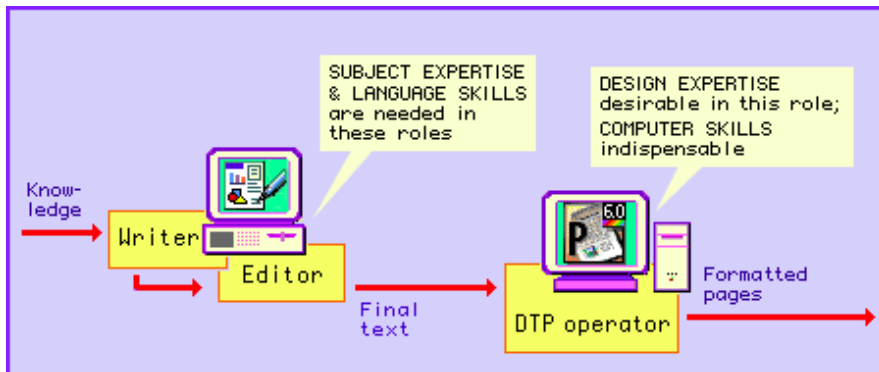 SUBJECT EXPERTISE
& LANGUAGE SKILLS
are needed in
these roles
DESIGN EXPERTISE
desirable in this role;
COMPUTER SKILLS
indispensable
Know-
ledge
Writer
Editor
Final
text
P
6.0
DTP operator
Formatted
pages